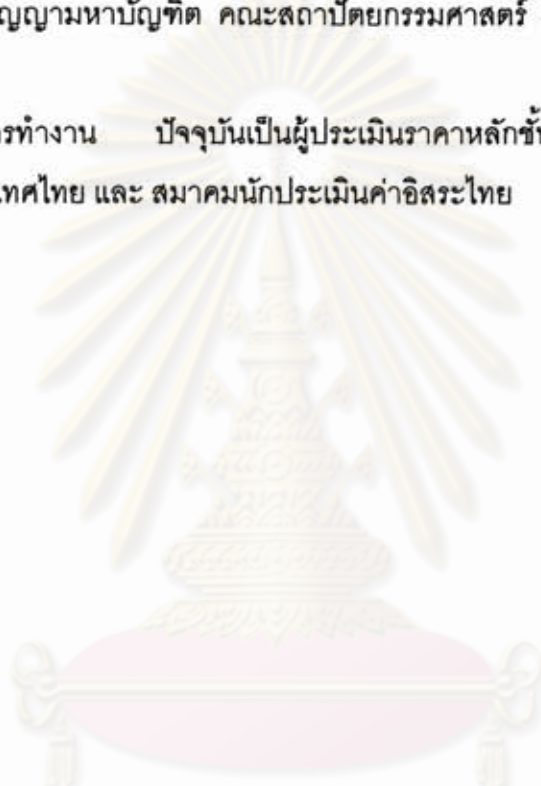 ญญามหาบัณฑิต คณะสถาปัตยกรรมศาสตร์
รทำงาน ปัจจุบันเป็นผู้ประเมินราคาหลักชั้
เทศไทย และ สมาคมนักประเมินค่าอิสระไทย